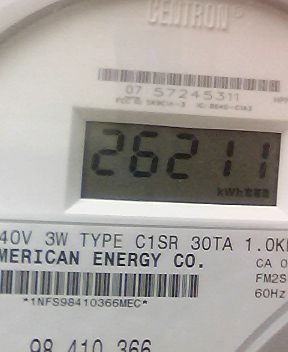 CENTRON®
07 57245311
26211
kWh
40V 3W TYPE C1SR 30TA 1.0K
MERICAN ENERGY CO.
CA 0
FM2S
60Hz
*1NFS98410366MEC*
98 410 366